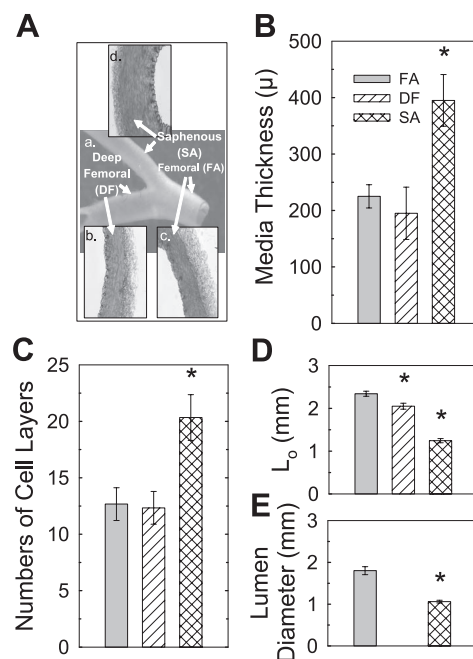 A
d.
a.
Saphenous
(SA)
Deep
Femoral
(DF)
Femoral (FA)
b.
c.
B
500
400
300
200
100
0
Media Thickness (μ)
FA
DF
SA
*
C
25
20
15
10
5
0
Numbers of Cell Layers
*
D
3
2
1
0
Lo (mm)
*
*
E
3
2
1
0
Lumen
Diameter (mm)
*